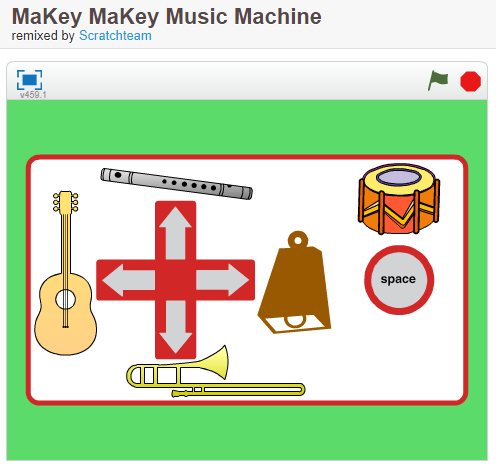 MaKey MaKey Music Machine
remixed by Scratchteam
v459.1
space